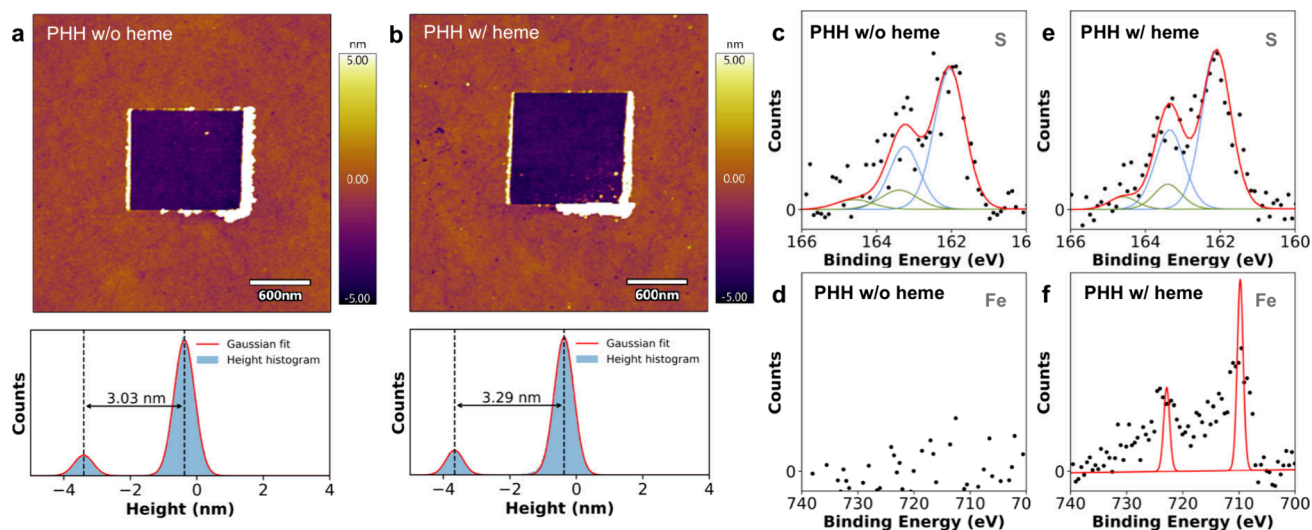 a
PHH w/o heme
nm
5.00
0.00
-5.00
600nm
Gaussian fit
Height histogram
3.03 nm
Counts
−4 −2 0 2 4
Height (nm)
b
PHH w/ heme
nm
5.00
0.00
-5.00
600nm
Gaussian fit
Height histogram
3.29 nm
Counts
−4 −2 0 2 4
Height (nm)
c
PHH w/o heme
S
Counts
0
166 164 162 16
Binding Energy (eV)
e
PHH w/ heme
S
0
166 164 162 160
Binding Energy (eV)
d
PHH w/o heme
Fe
Counts
0
740 730 720 710 70
Binding Energy (eV)
f
PHH w/ heme
Fe
0
740 730 720 710 700
Binding Energy (eV)